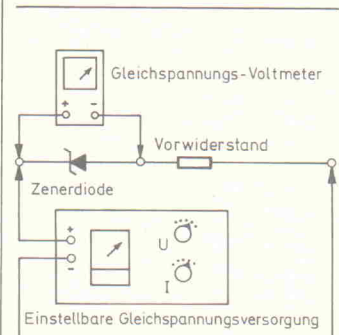 + -
Gleichspannungs-Voltmeter
Vorwiderstand
Zenerdiode
+
-
U
I
Einstellbare Gleichspannungsversorgung